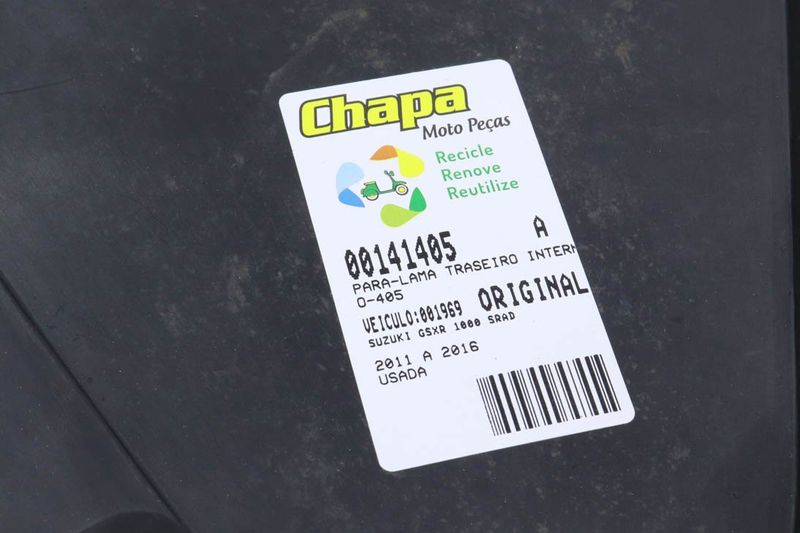 Chapa
Moto Peças
Recicle
Renove
Reutilize
00141405 A
PARA-LAMA TRASEIRO INTERN
O-405
VEICULO:001969 ORIGINAL
SUZUKI GSXR 1000 SRAD
2011 A 2016
USADA